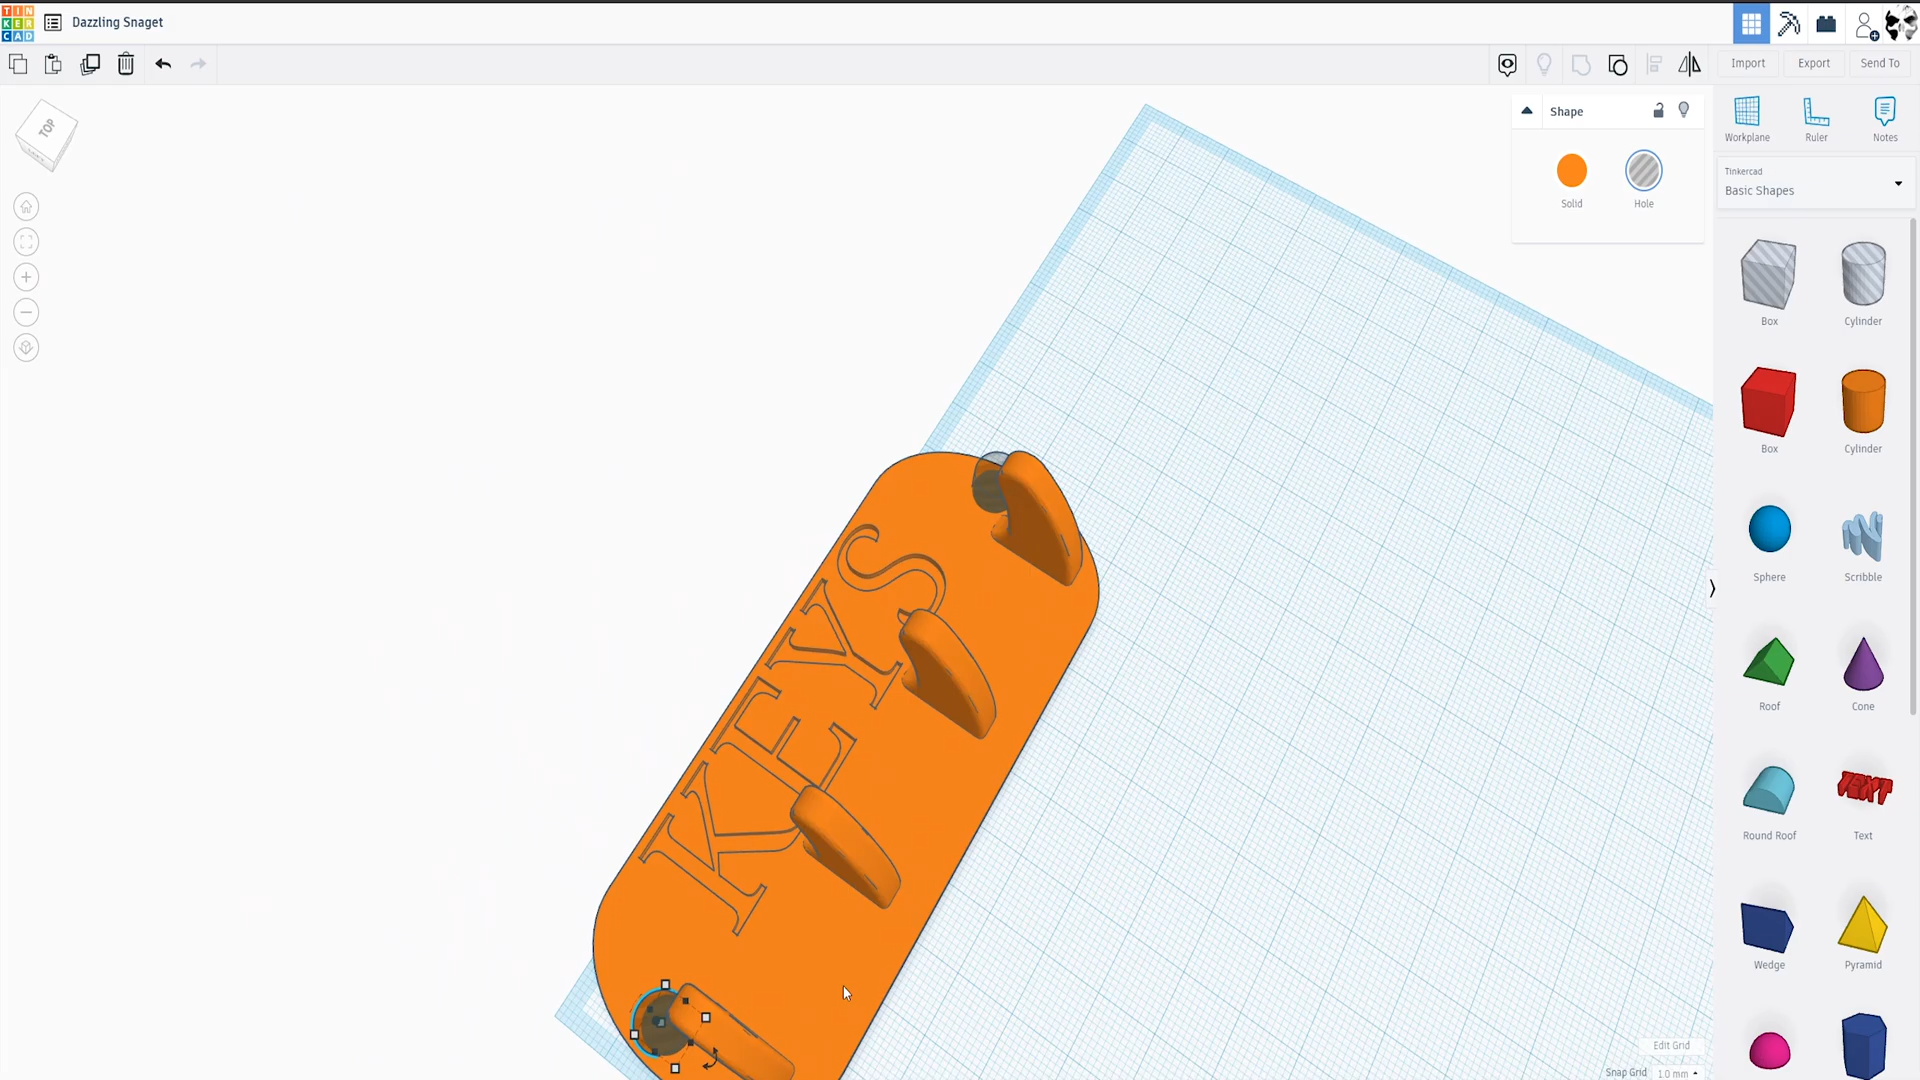 TIN
KER
CAD
Dazzling Snaget
Import
Export
Send To
TOP
Shape
Solid
Hole
Workplane
Ruler
Notes
Tinkercad
Basic Shapes
Box
Cylinder
Box
Cylinder
Sphere
Scribble
Roof
Cone
Round Roof
TEXT
Text
Wedge
Pyramid
KEYS
Edit Grid
Snap Grid
1.0 mm